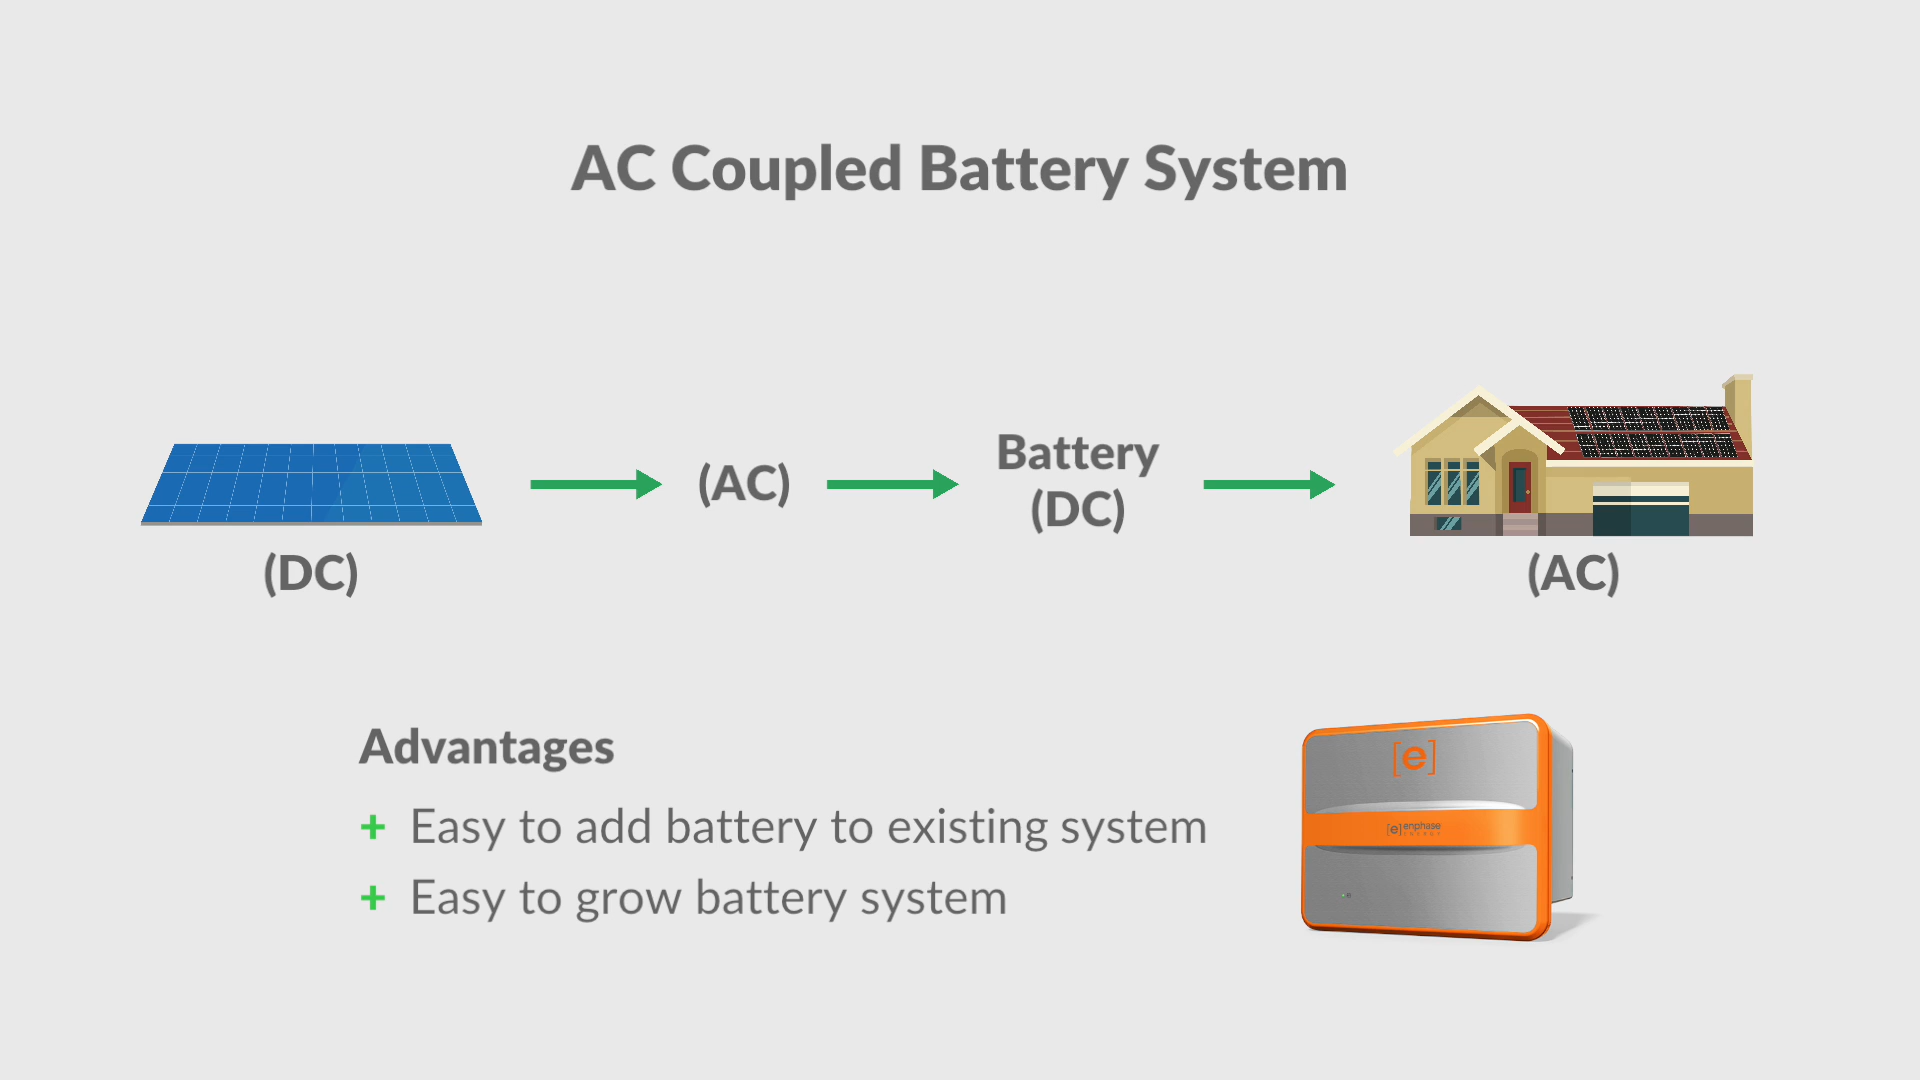 AC Coupled Battery System
(DC)
(AC)
Battery
(DC)
(AC)
Advantages
+ Easy to add battery to existing system
+ Easy to grow battery system
[e]
[e] enphase
ENERGY